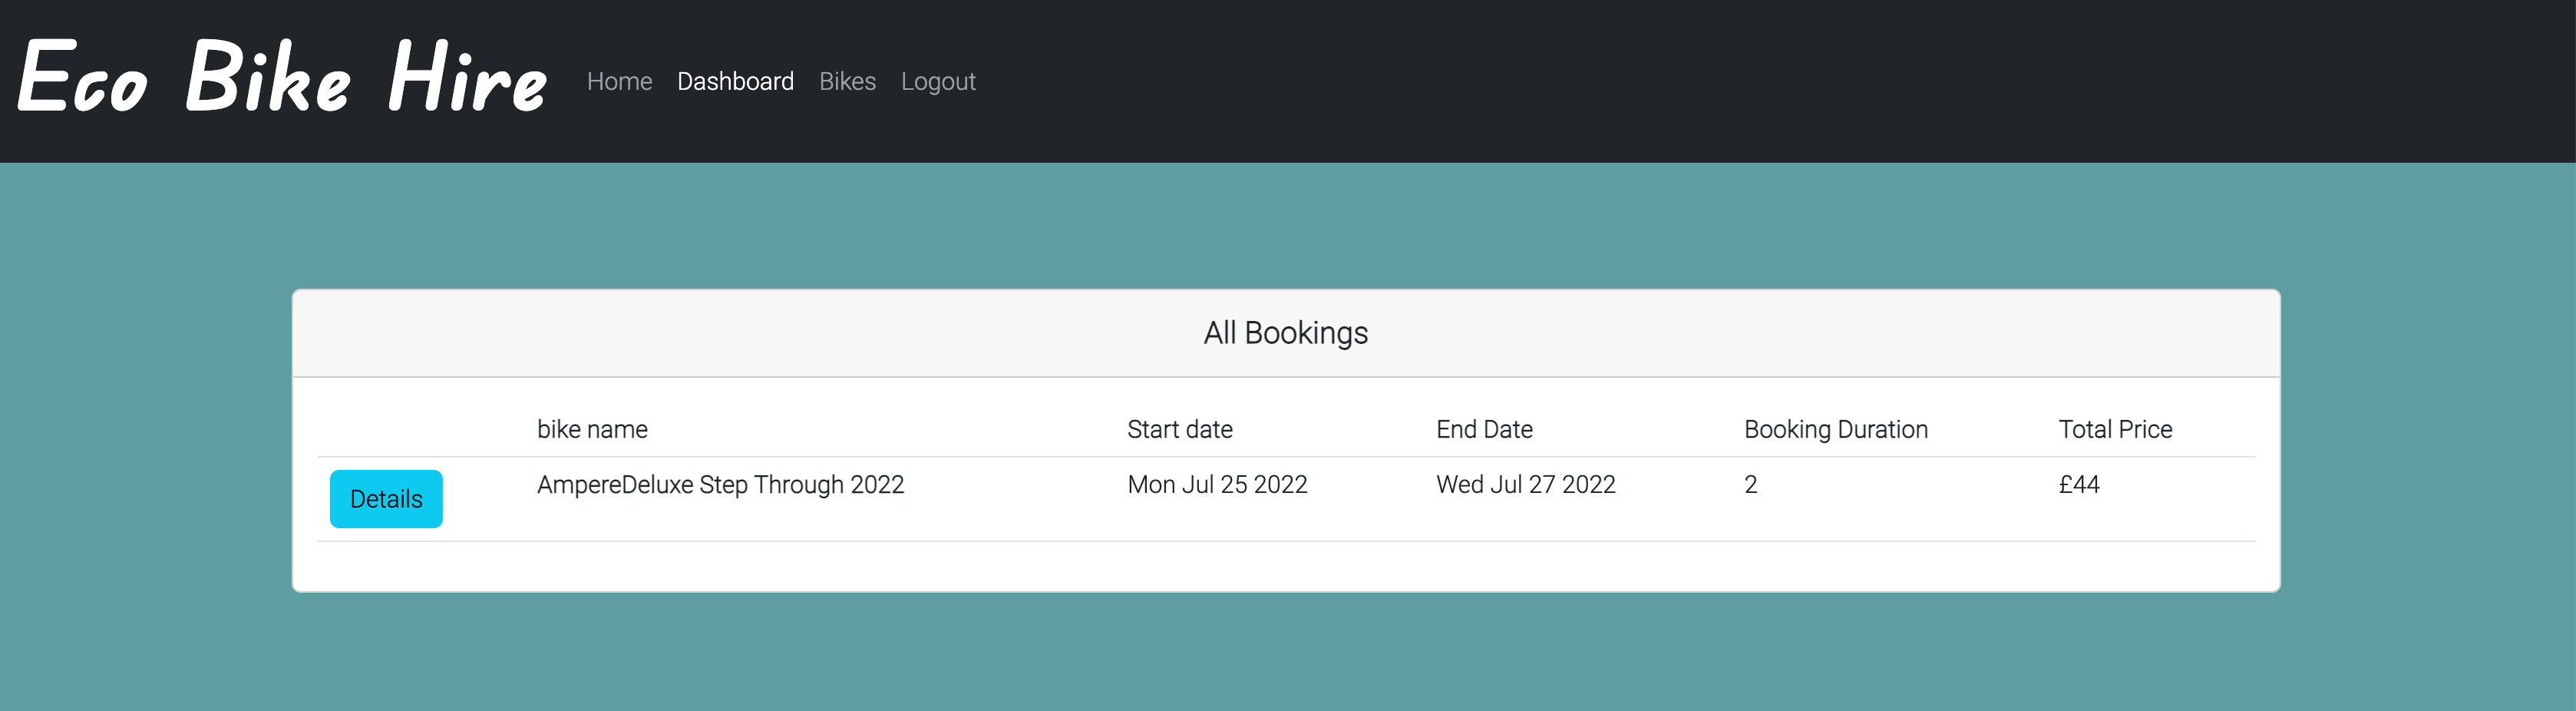 Eco Bike Hire Home Dashboard Bikes Logout
All Bookings
bike name Start date End Date Booking Duration Total Price
Details AmpereDeluxe Step Through 2022 Mon Jul 25 2022 Wed Jul 27 2022 2 £44